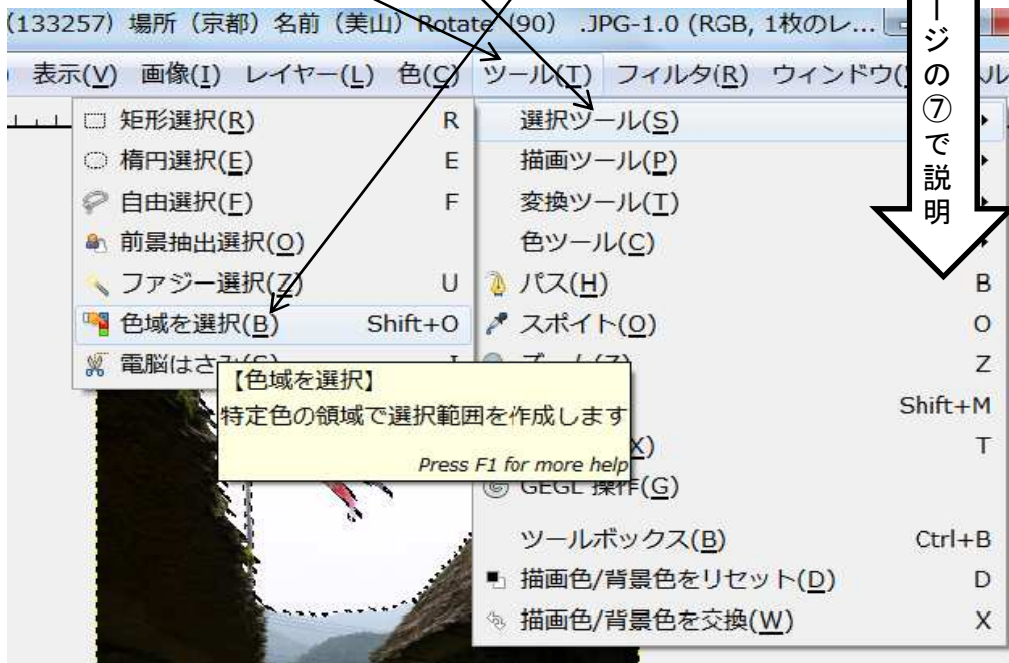 (133257) 場所（京都）名前（美山）Rotate（90）.JPG-1.0 (RGB, 1枚のレ...
表示(V) 画像(I) レイヤー(L) 色(C) ツール(T) フィルタ(R) ウィンドウ( ル
矩形選択(R) R
楕円選択(E) E
自由選択(F) F
前景抽出選択(O)
ファジー選択(Z) U
色域を選択(B) Shift+O
電脳はさみ
【色域を選択】
特定色の領域で選択範囲を作成します
Press F1 for more help
選択ツール(S)
描画ツール(P)
変換ツール(T)
色ツール(C)
パス(H) B
スポイト(O) O
Z
Shift+M
T
GEGL 操作(G)
ツールボックス(B) Ctrl+B
描画色/背景色をリセット(D) D
描画色/背景色を交換(W) X
ージの⑦で説明